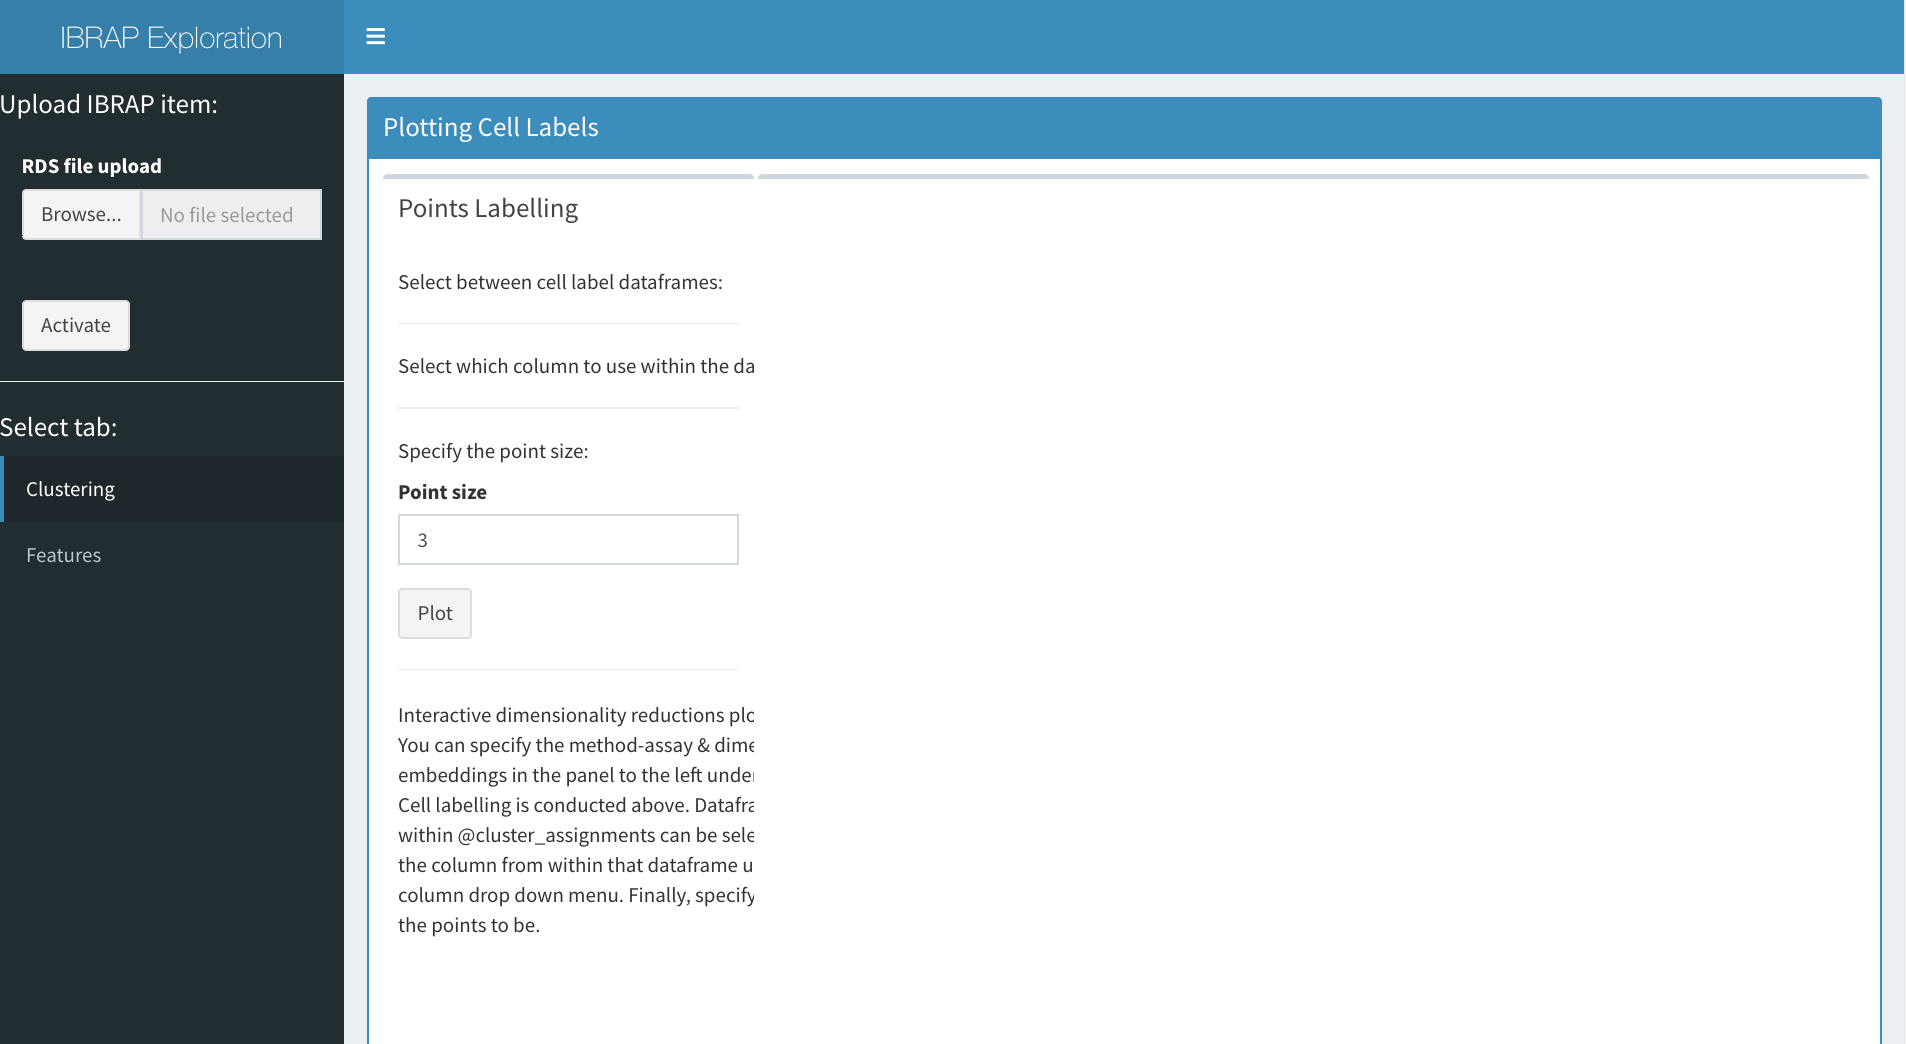 IBRAP Exploration
Upload IBRAP item:
RDS file upload
Browse... No file selected
Activate
Select tab:
Clustering
Features
Plotting Cell Labels
Points Labelling
Select between cell label dataframes:
Select which column to use within the da
Specify the point size:
Point size
3
Plot
Interactive dimensionality reductions plo
You can specify the method-assay & dime
embeddings in the panel to the left under
Cell labelling is conducted above. Datafra
within @cluster_assignments can be sele
the column from within that dataframe u
column drop down menu. Finally, specify
the points to be.